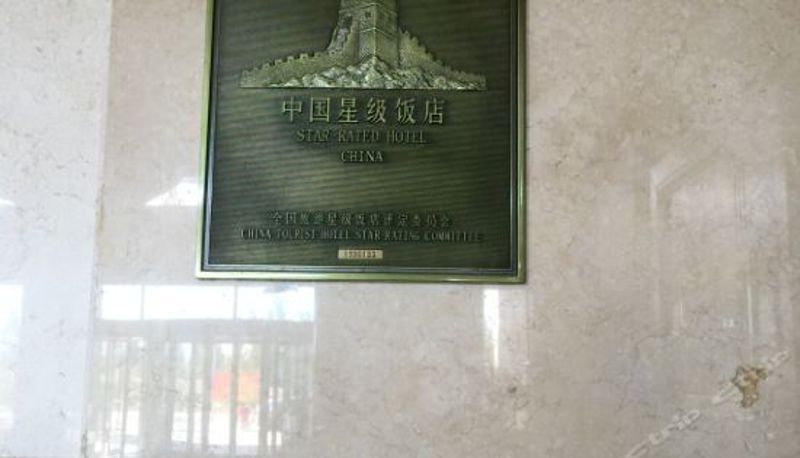 中国星级饭店
STAR-RATED HOTEL
CHINA
全国旅游星级饭店评定委员会
CHINA TOURIST HOTEL STAR-RATING COMMITTEE